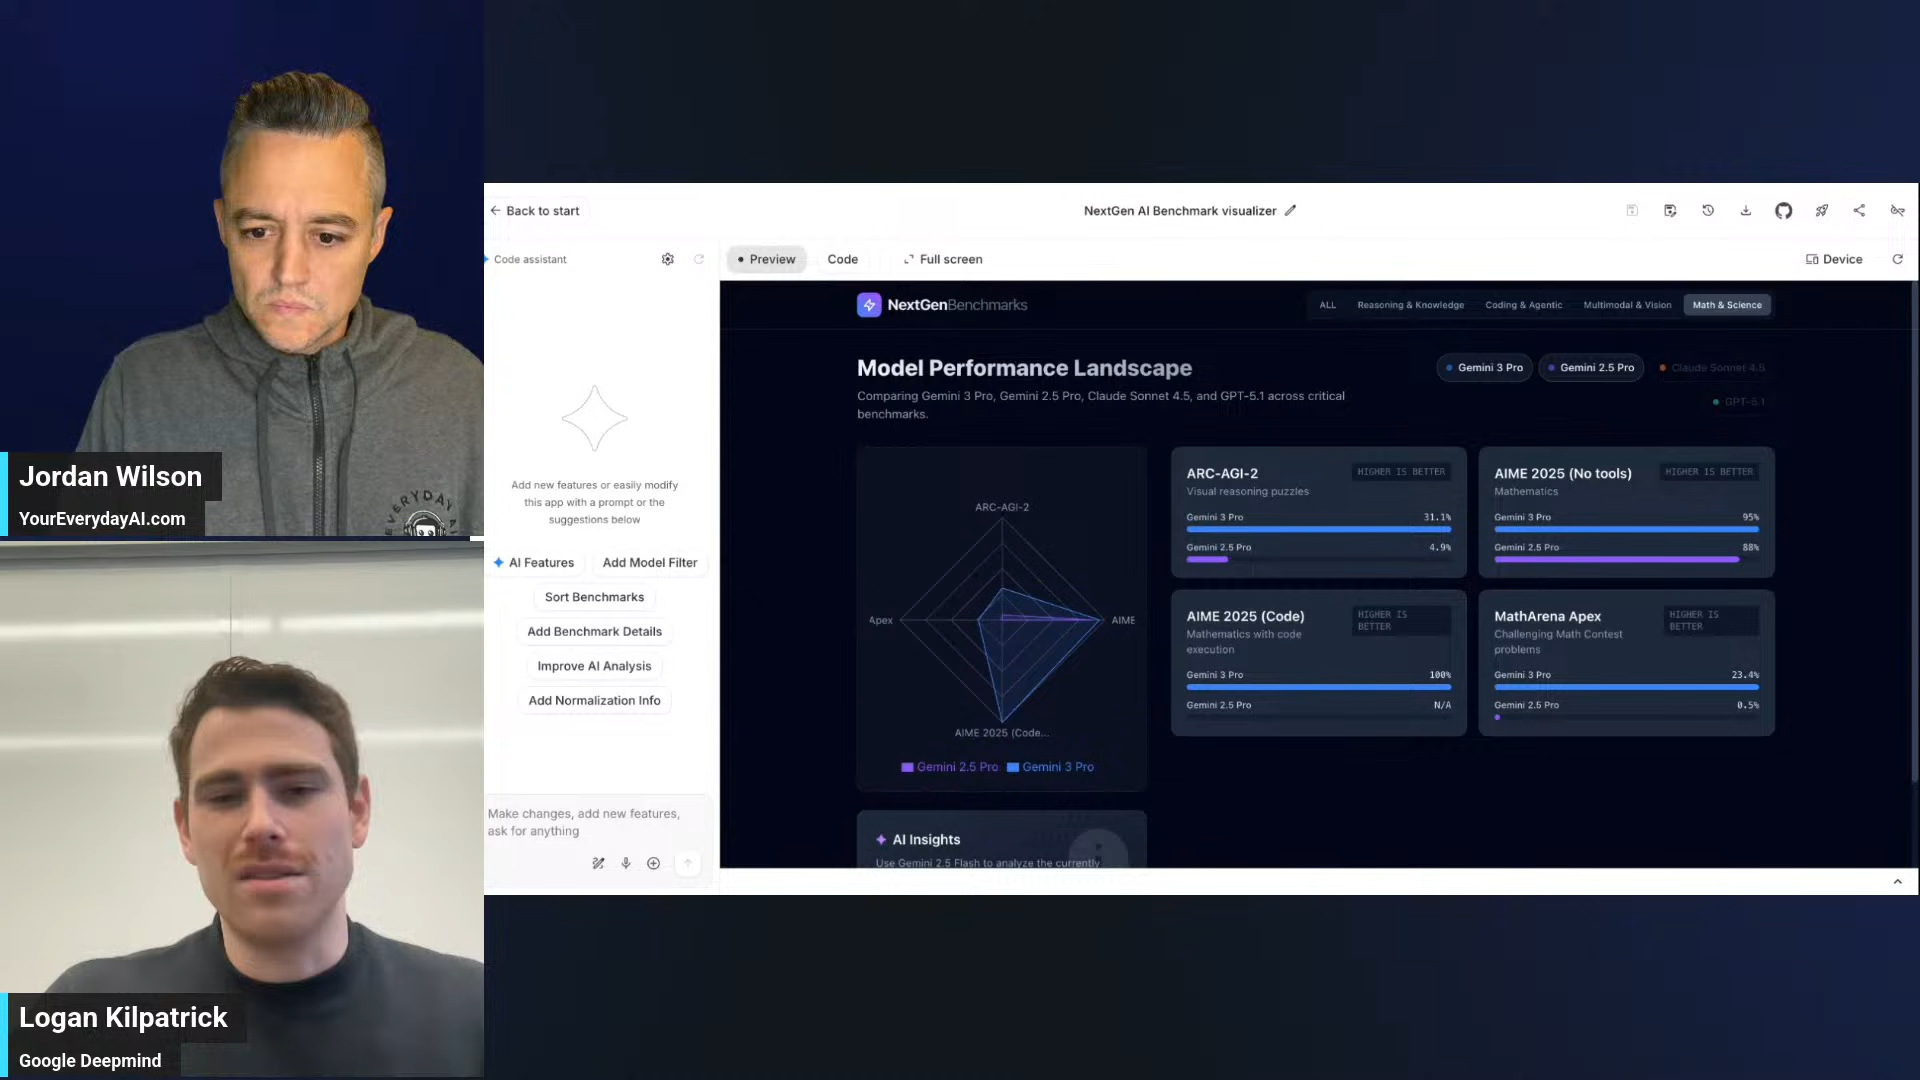 Jordan Wilson
YourEverydayAI.com
EVERYDAY AI
Logan Kilpatrick
Google Deepmind
Back to start
NextGen AI Benchmark visualizer
Code assistant
Preview
Code
Full screen
Device
Add new features or easily modify
this app with a prompt or the
suggestions below
AI Features
Add Model Filter
Sort Benchmarks
Add Benchmark Details
Improve AI Analysis
Add Normalization Info
Make changes, add new features,
ask for anything
NextGenBenchmarks
ALL
Reasoning & Knowledge
Coding & Agentic
Multimodal & Vision
Math & Science
Model Performance Landscape
Comparing Gemini 3 Pro, Gemini 2.5 Pro, Claude Sonnet 4.5, and GPT-5.1 across critical
benchmarks.
Gemini 3 Pro
Gemini 2.5 Pro
Claude Sonnet 4.5
GPT-5.1
ARC-AGI-2
Apex
AIME
AIME 2025 (Code...
Gemini 2.5 Pro
Gemini 3 Pro
ARC-AGI-2
HIGHER IS BETTER
Visual reasoning puzzles
Gemini 3 Pro 31.1%
Gemini 2.5 Pro 4.9%
AIME 2025 (No tools)
HIGHER IS BETTER
Mathematics
Gemini 3 Pro 95%
Gemini 2.5 Pro 88%
AIME 2025 (Code)
HIGHER IS
BETTER
Mathematics with code
execution
Gemini 3 Pro 100%
Gemini 2.5 Pro N/A
MathArena Apex
HIGHER IS
BETTER
Challenging Math Contest
problems
Gemini 3 Pro 23.4%
Gemini 2.5 Pro 0.5%
AI Insights
Use Gemini 2.5 Flash to analyze the currently